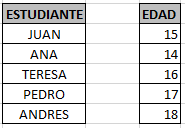 ESTUDIANTE EDAD
JUAN 15
ANA 14
TERESA 16
PEDRO 17
ANDRES 18